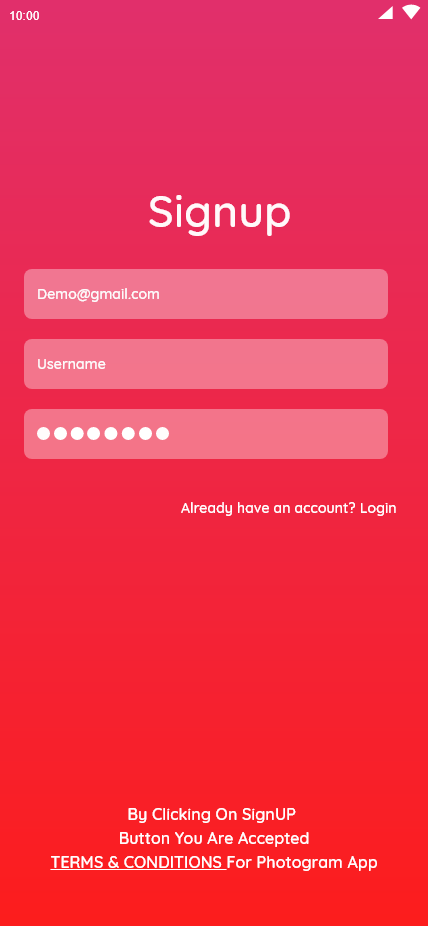 10:00
Signup
Demo@gmail.com
Username
Already have an account? Login
By Clicking On SignUP
Button You Are Accepted
TERMS & CONDITIONS For Photogram App